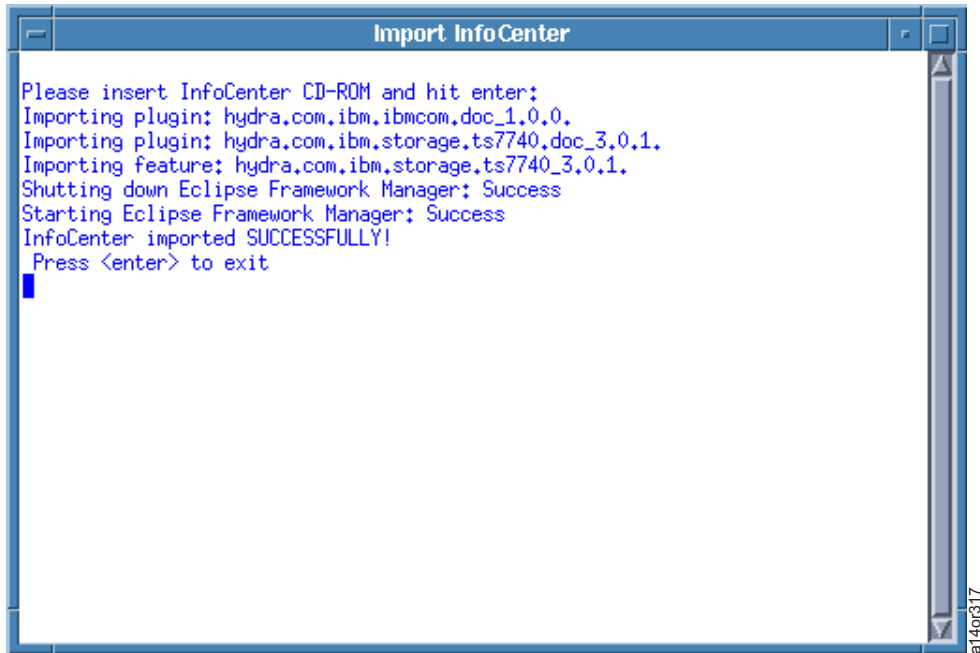 Import InfoCenter
Please insert InfoCenter CD-ROM and hit enter:
Importing plugin: hydra.com.ibm.ibmcom.doc_1.0.0.
Importing plugin: hydra.com.ibm.storage.ts7740.doc_3.0.1.
Importing feature: hydra.com.ibm.storage.ts7740_3.0.1.
Shutting down Eclipse Framework Manager: Success
Starting Eclipse Framework Manager: Success
InfoCenter imported SUCCESSFULLY!
Press <enter> to exit
a14or317